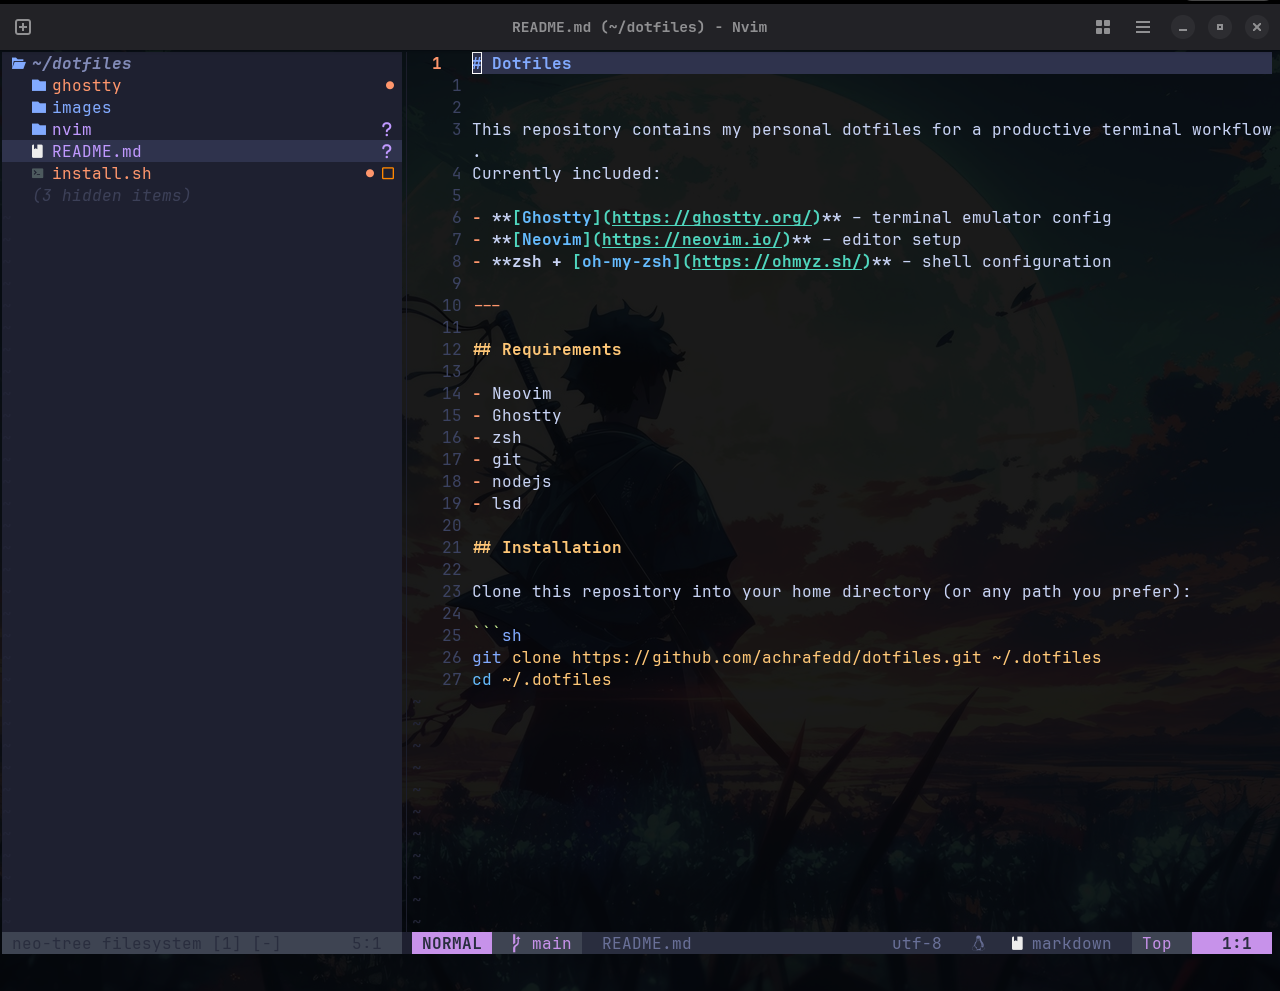 README.md (~/dotfiles) - Nvim
~/dotfiles
ghostty
images
nvim ?
README.md ?
install.sh
(3 hidden items)
1 # Dotfiles
1
2
3 This repository contains my personal dotfiles for a productive terminal workflow
.
4 Currently included:
5
6 - **[Ghostty](https://ghostty.org/)** – terminal emulator config
7 - **[Neovim](https://neovim.io/)** – editor setup
8 - **zsh + [oh-my-zsh](https://ohmyz.sh/)** – shell configuration
9
10 ---
11
12 ## Requirements
13
14 - Neovim
15 - Ghostty
16 - zsh
17 - git
18 - nodejs
19 - lsd
20
21 ## Installation
22
23 Clone this repository into your home directory (or any path you prefer):
24
25 ```sh
26 git clone https://github.com/achrafedd/dotfiles.git ~/.dotfiles
27 cd ~/.dotfiles
~
~
~
~
~
~
~
~
~
neo-tree filesystem [1] [-] 5:1
NORMAL main README.md utf-8 markdown Top 1:1